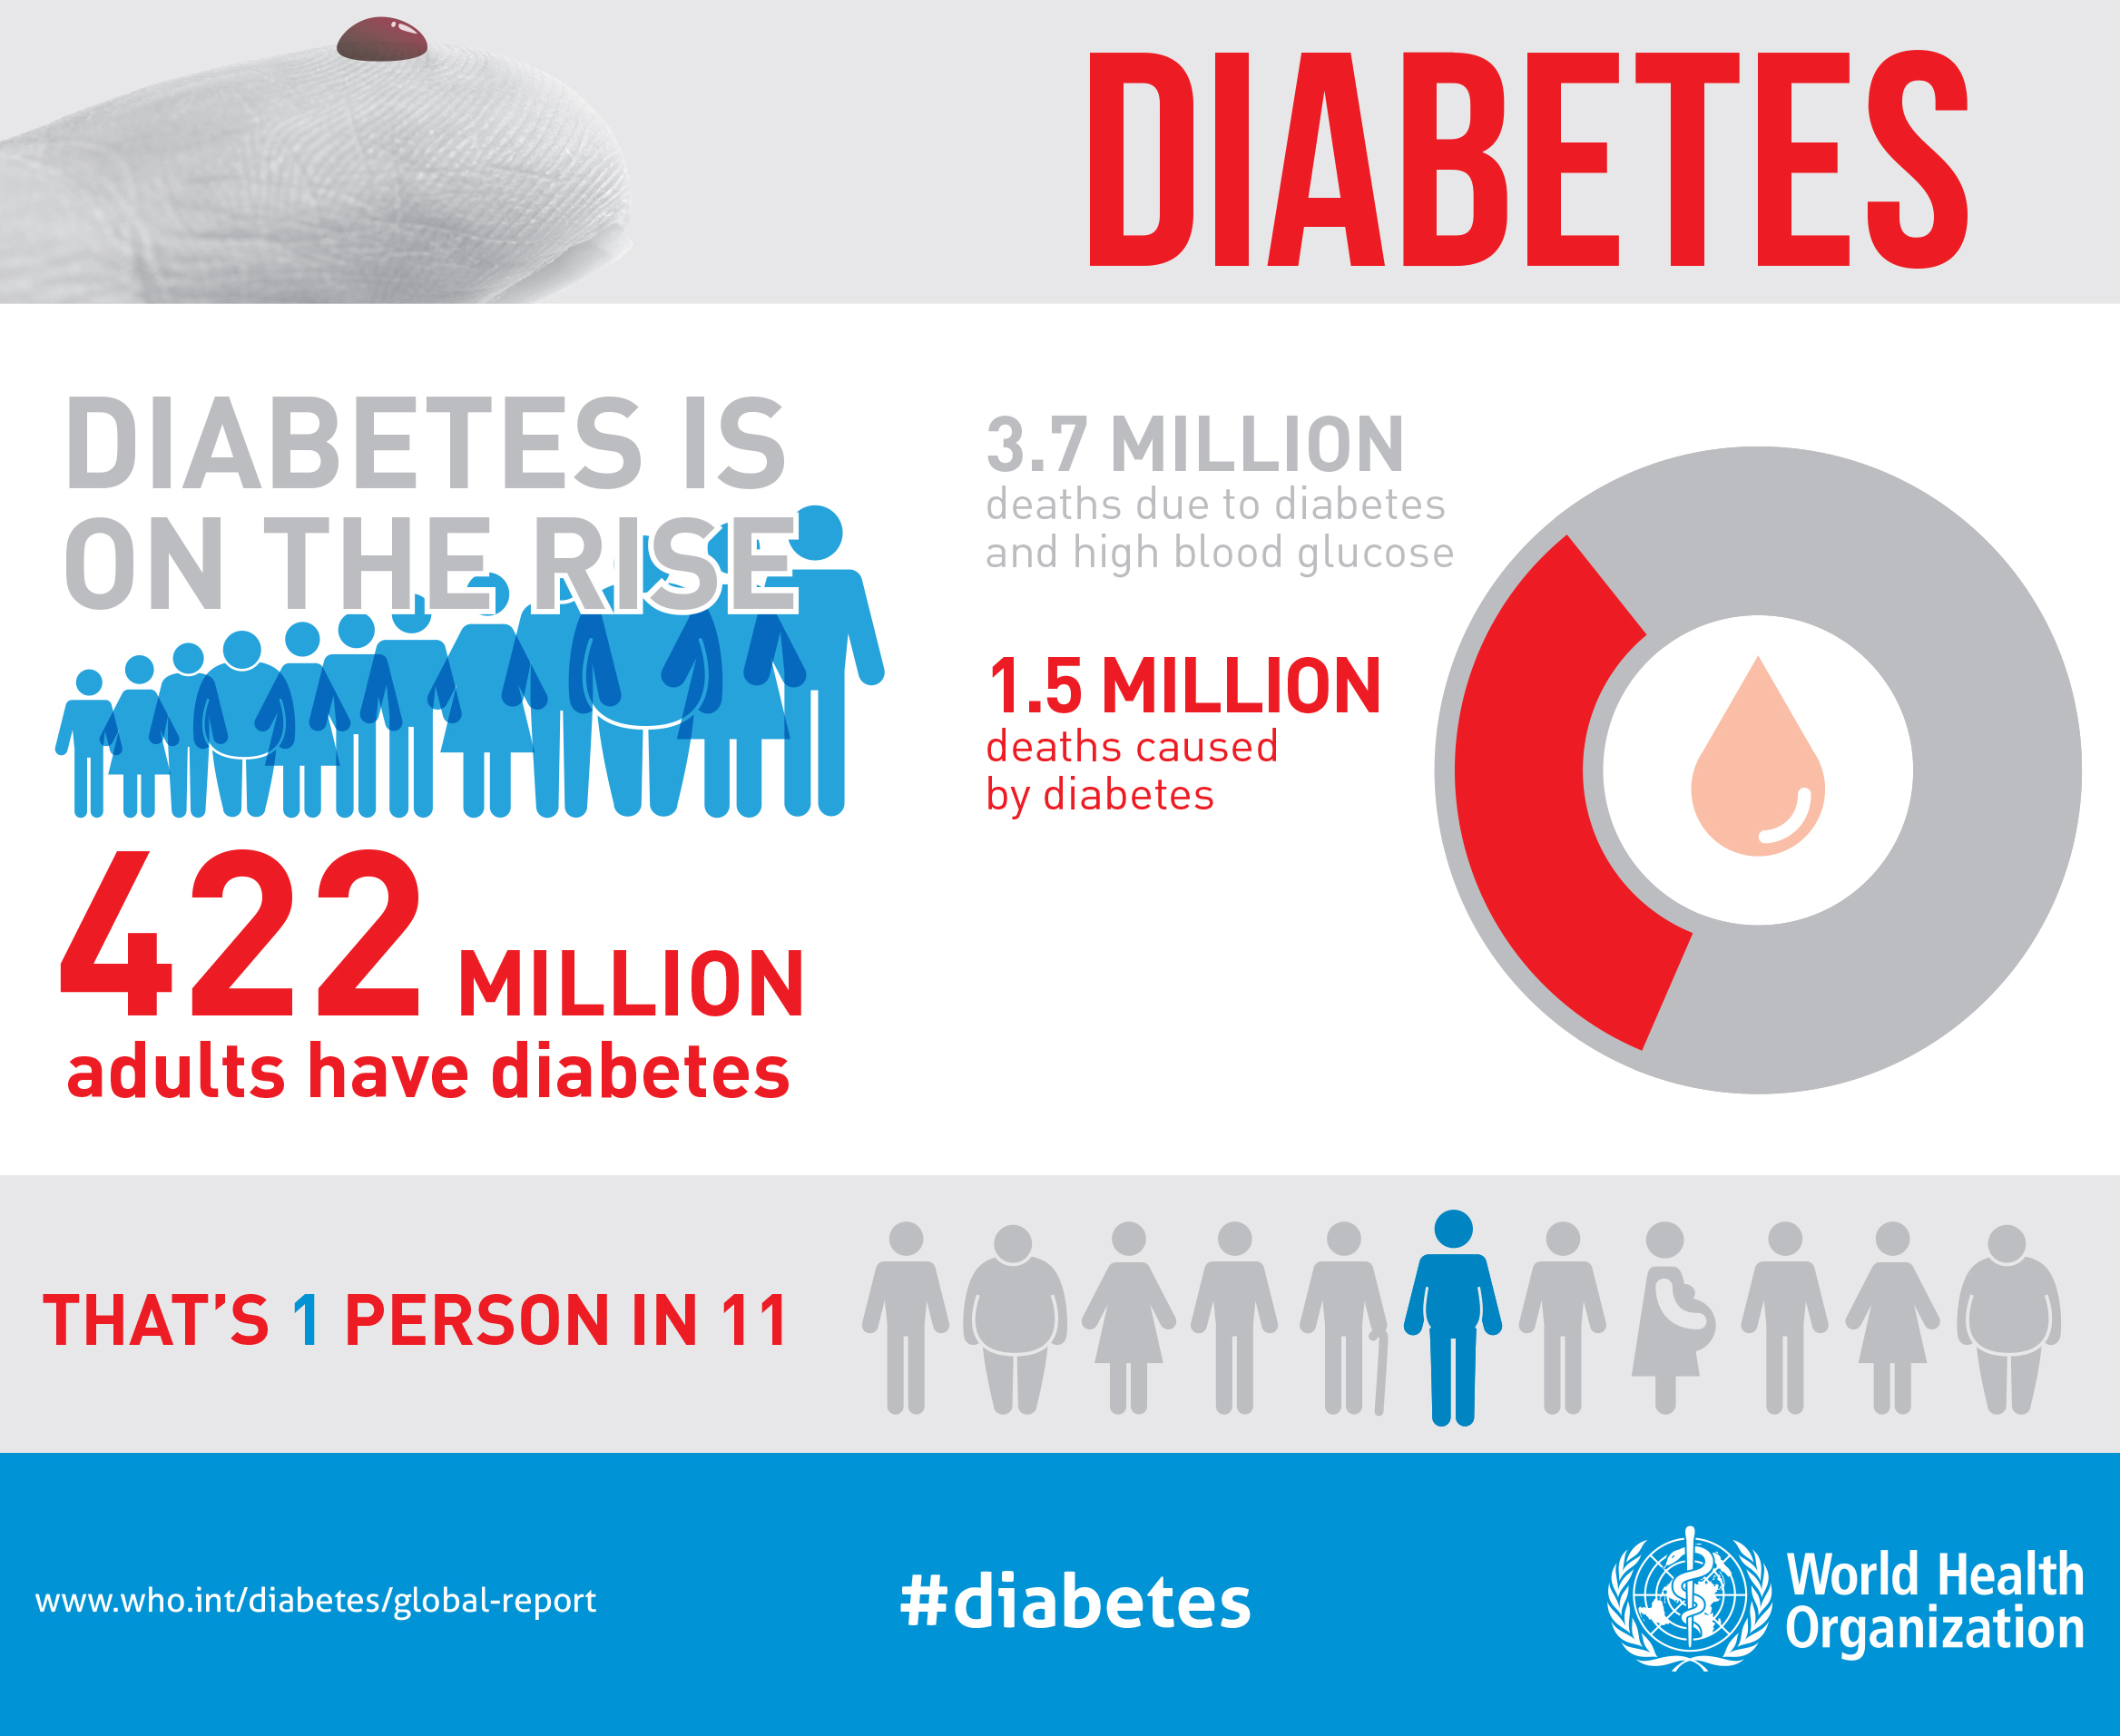 DIABETES
DIABETES IS
ON THE RISE
422 MILLION
adults have diabetes
3.7 MILLION
deaths due to diabetes
and high blood glucose
1.5 MILLION
deaths caused
by diabetes
THAT'S 1 PERSON IN 11
www.who.int/diabetes/global-report
#diabetes
World Health
Organization